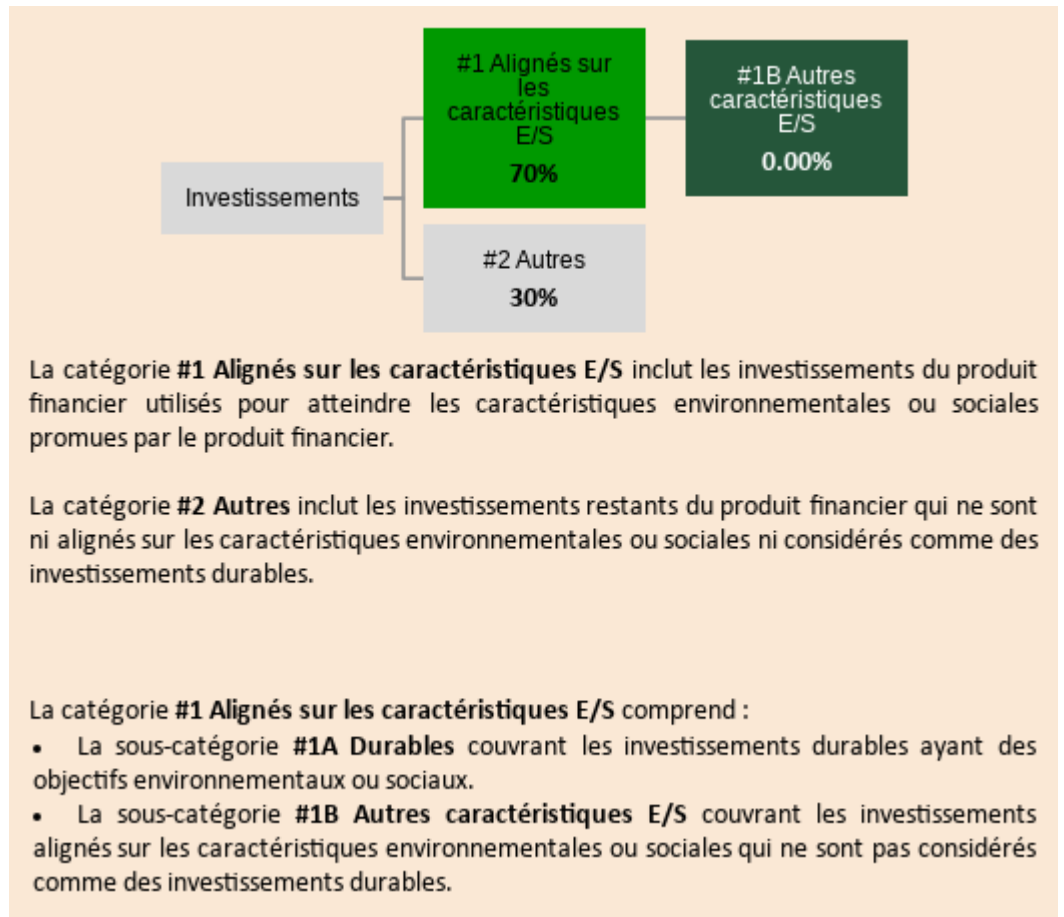 #1 Alignés sur
les
caractéristiques
E/S
70%
#1B Autres
caractéristiques
E/S
0.00%
Investissements
#2 Autres
30%
La catégorie #1 Alignés sur les caractéristiques E/S inclut les investissements du produit
financier utilisés pour atteindre les caractéristiques environnementales ou sociales
promues par le produit financier.
La catégorie #2 Autres inclut les investissements restants du produit financier qui ne sont
ni alignés sur les caractéristiques environnementales ou sociales ni considérés comme des
investissements durables.
La catégorie #1 Alignés sur les caractéristiques E/S comprend :
• La sous-catégorie #1A Durables couvrant les investissements durables ayant des
objectifs environnementaux ou sociaux.
• La sous-catégorie #1B Autres caractéristiques E/S couvrant les investissements
alignés sur les caractéristiques environnementales ou sociales qui ne sont pas considérés
comme des investissements durables.